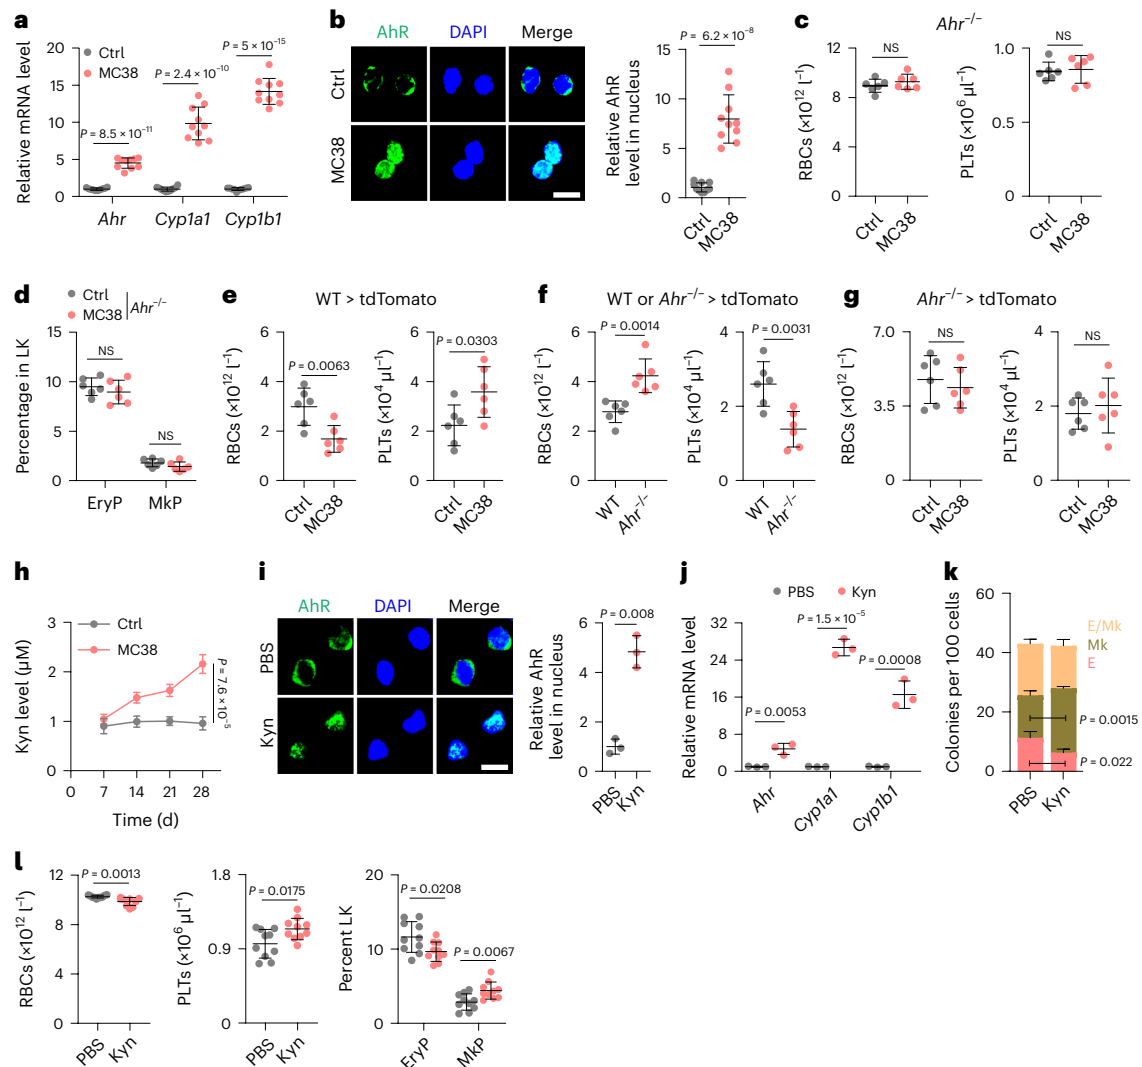 a
Ctrl
MC38
Relative mRNA level
20
15
10
5
0
P = 8.5 × 10⁻¹¹
P = 2.4 × 10⁻¹⁰
P = 5 × 10⁻¹⁵
Ahr
Cyp1a1
Cyp1b1
b
AhR
DAPI
Merge
Ctrl
MC38
Relative AhR
level in nucleus
P = 6.2 × 10⁻⁸
15
10
5
0
Ctrl
MC38
c
Ahr⁻/⁻
RBCs (×10¹² l⁻¹)
12
8
4
0
NS
Ctrl
MC38
PLTs (×10⁶ µl⁻¹)
1.0
0.5
0
NS
Ctrl
MC38
d
Ctrl
MC38
Ahr⁻/⁻
Percentage in LK
15
10
5
0
NS
NS
EryP
MkP
e
WT > tdTomato
RBCs (×10¹² l⁻¹)
6
4
2
0
P = 0.0063
Ctrl
MC38
PLTs (×10⁴ µl⁻¹)
6
4
2
0
P = 0.0303
Ctrl
MC38
f
WT or Ahr⁻/⁻ > tdTomato
RBCs (×10¹² l⁻¹)
6
4
2
0
P = 0.0014
WT
Ahr⁻/⁻
PLTs (×10⁴ µl⁻¹)
4
2
0
P = 0.0031
WT
Ahr⁻/⁻
g
Ahr⁻/⁻ > tdTomato
RBCs (×10¹² l⁻¹)
7.0
3.5
0
NS
Ctrl
MC38
PLTs (×10⁴ µl⁻¹)
4
2
0
NS
Ctrl
MC38
h
Kyn level (µM)
3
2
1
0
Ctrl
MC38
P = 7.6 × 10⁻⁵
0 7 14 21 28
Time (d)
i
AhR
DAPI
Merge
PBS
Kyn
Relative AhR
level in nucleus
P = 0.008
6
4
2
0
PBS
Kyn
j
PBS
Kyn
Relative mRNA level
32
24
16
8
0
P = 0.0053
P = 1.5 × 10⁻⁵
P = 0.0008
Ahr
Cyp1a1
Cyp1b1
k
Colonies per 100 cells
60
40
20
0
E/Mk
Mk
E
P = 0.0015
P = 0.022
PBS
Kyn
l
RBCs (×10¹² l⁻¹)
12
8
4
0
P = 0.0013
PBS
Kyn
PLTs (×10⁶ µl⁻¹)
1.8
0.9
0
P = 0.0175
PBS
Kyn
Percent LK
20
10
0
P = 0.0208
P = 0.0067
EryP
MkP